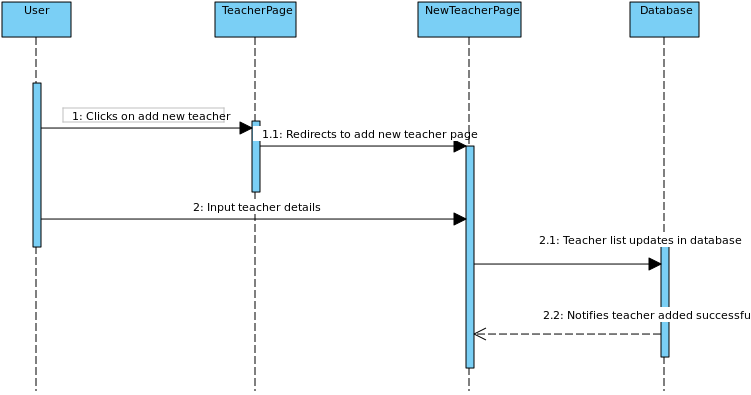 User
TeacherPage
NewTeacherPage
Database
1: Clicks on add new teacher
1.1: Redirects to add new teacher page
2: Input teacher details
2.1: Teacher list updates in database
2.2: Notifies teacher added successfu